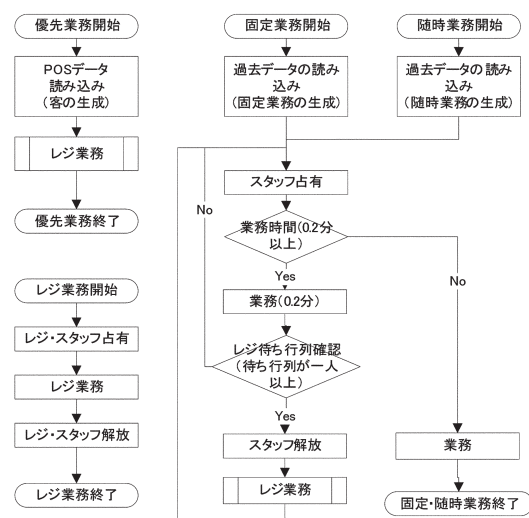 優先業務開始
POSデータ
読み込み
(客の生成)
レジ業務
優先業務終了
レジ業務開始
レジ・スタッフ占有
レジ業務
レジ・スタッフ解放
レジ業務終了
固定業務開始
過去データの読み
込み
(固定業務の生成)
スタッフ占有
業務時間(0.2分
以上)
No
Yes
業務(0.2分)
レジ待ち行列確認
(待ち行列が一人
以上)
No
Yes
スタッフ解放
レジ業務
随時業務開始
過去データの読み
込み
(随時業務の生成)
業務
固定・随時業務終了